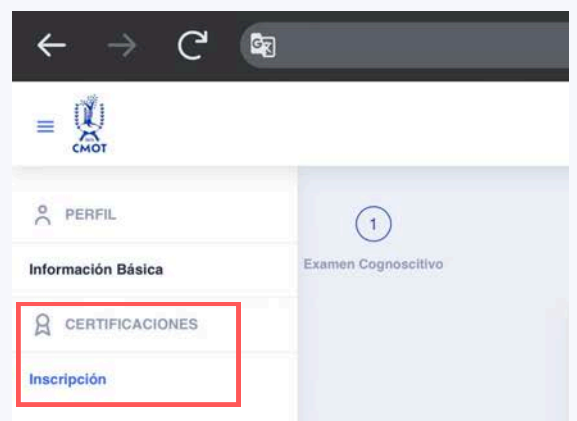 CMOT
PERFIL
Información Básica
CERTIFICACIONES
Inscripción
1
Examen Cognoscitivo